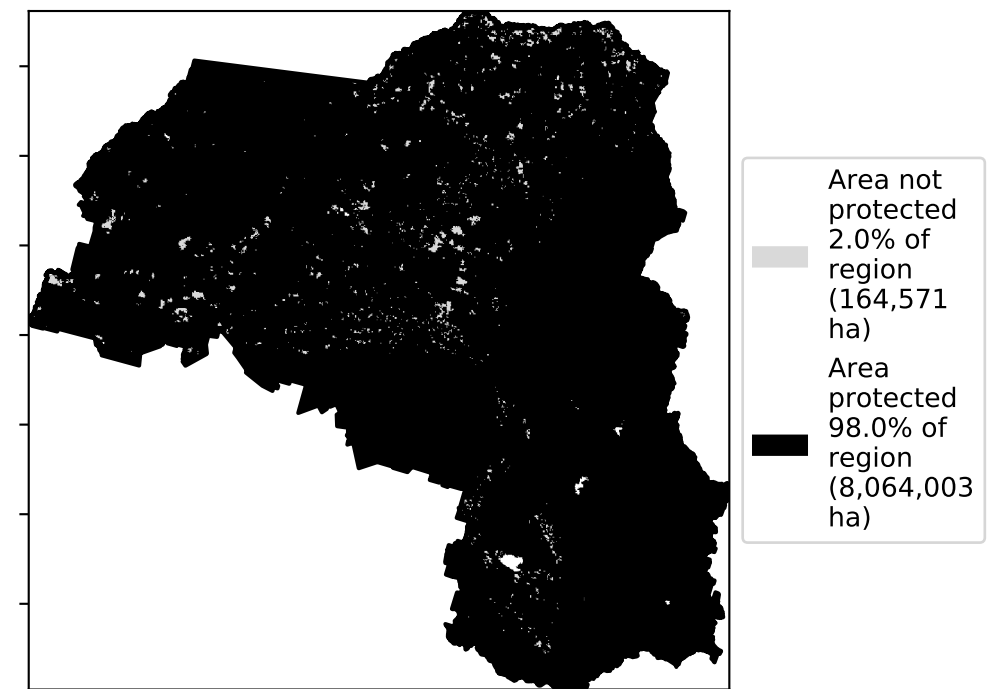 Area not
protected
2.0% of
region
(164,571
ha)
Area
protected
98.0% of
region
(8,064,003
ha)